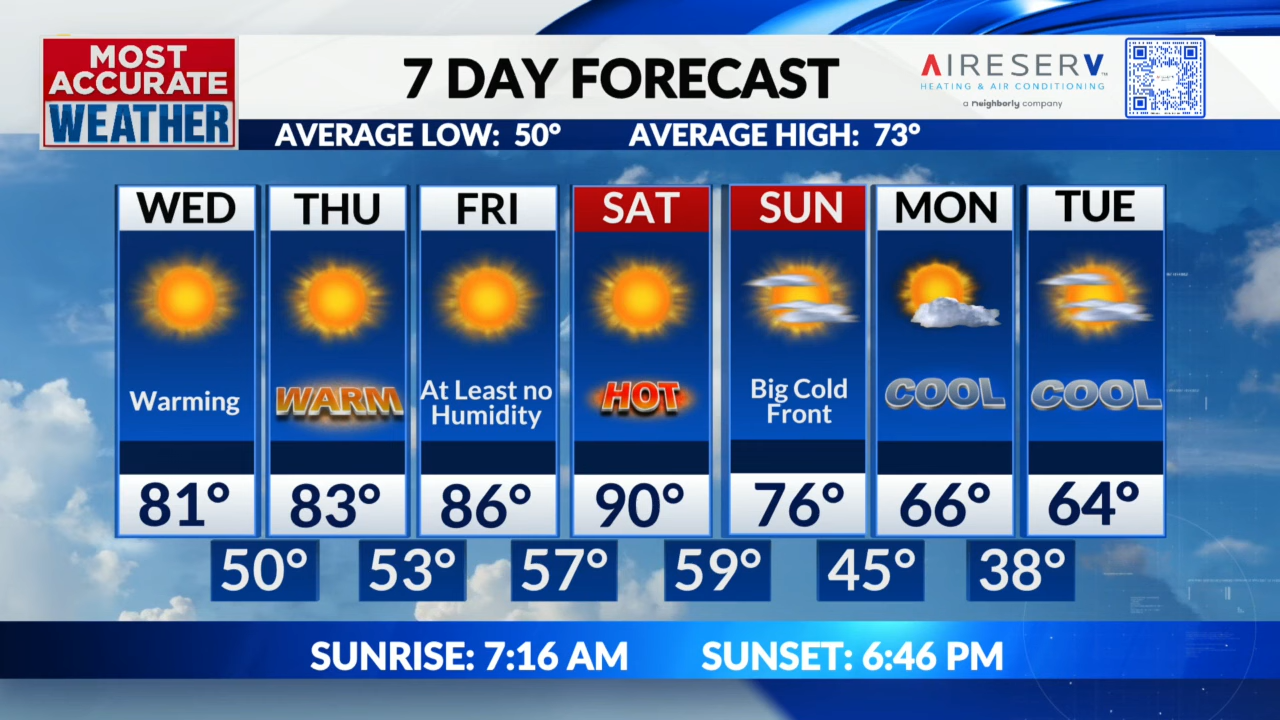 MOST
ACCURATE
WEATHER
7 DAY FORECAST
AIRESERV™
HEATING & AIR CONDITIONING
a Neighborly company
AVERAGE LOW: 50° AVERAGE HIGH: 73°
WED THU FRI SAT SUN MON TUE
Warming
WARM
At Least no
Humidity
HOT
Big Cold
Front
COOL
COOL
81° 83° 86° 90° 76° 66° 64°
50° 53° 57° 59° 45° 38°
SUNRISE: 7:16 AM SUNSET: 6:46 PM